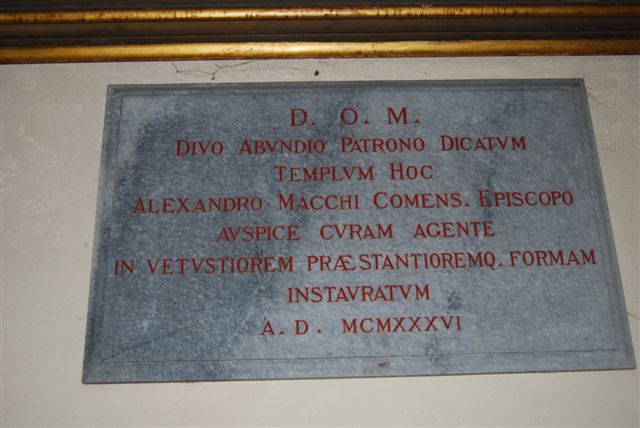 D. O. M.
DIVO ABVNDIO PATRONO DICATVM
TEMPLVM HOC
ALEXANDRO MACCHI COMENS. EPISCOPO
AVSPICE CVRAM AGENTE
IN VETVSTIOREM PRÆSTANTIOREMQ. FORMAM
INSTAVRATVM
A. D. MCMXXXVI